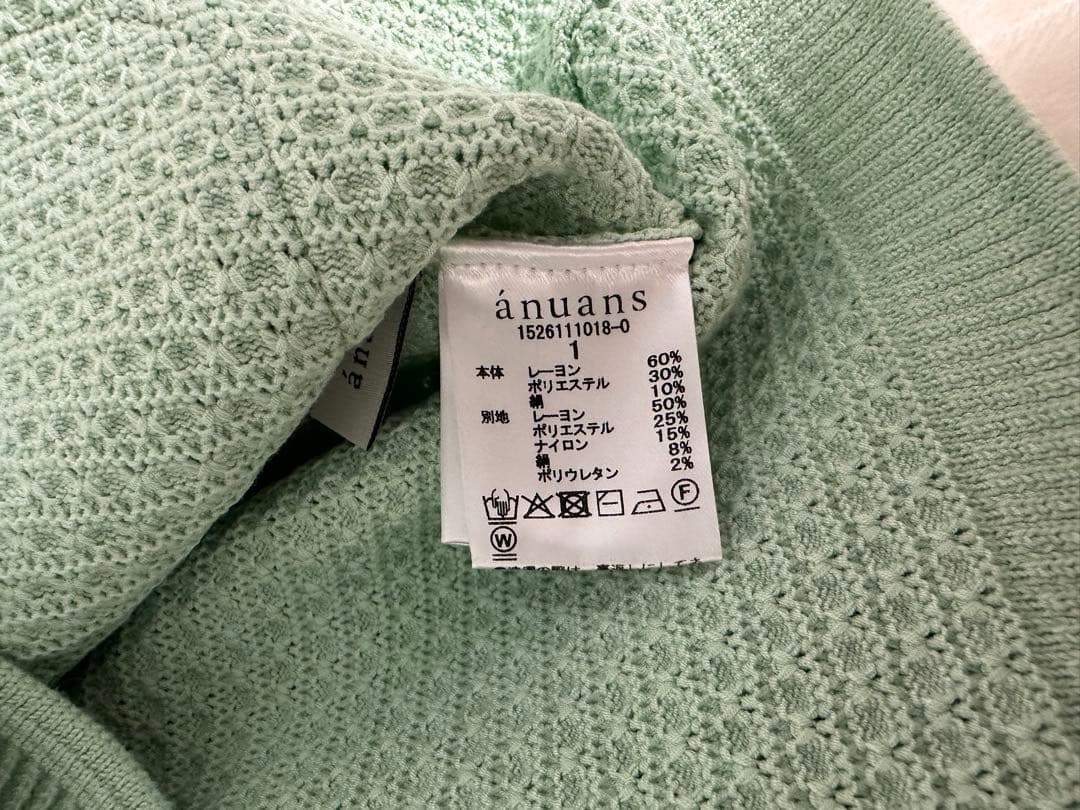 ánuans
1526111018-0
1
本体 レーヨン 60%
ポリエステル 30%
絹 10%
別地 レーヨン 50%
ポリエステル 25%
ナイロン 15%
絹 8%
ポリウレタン 2%
F
W
án